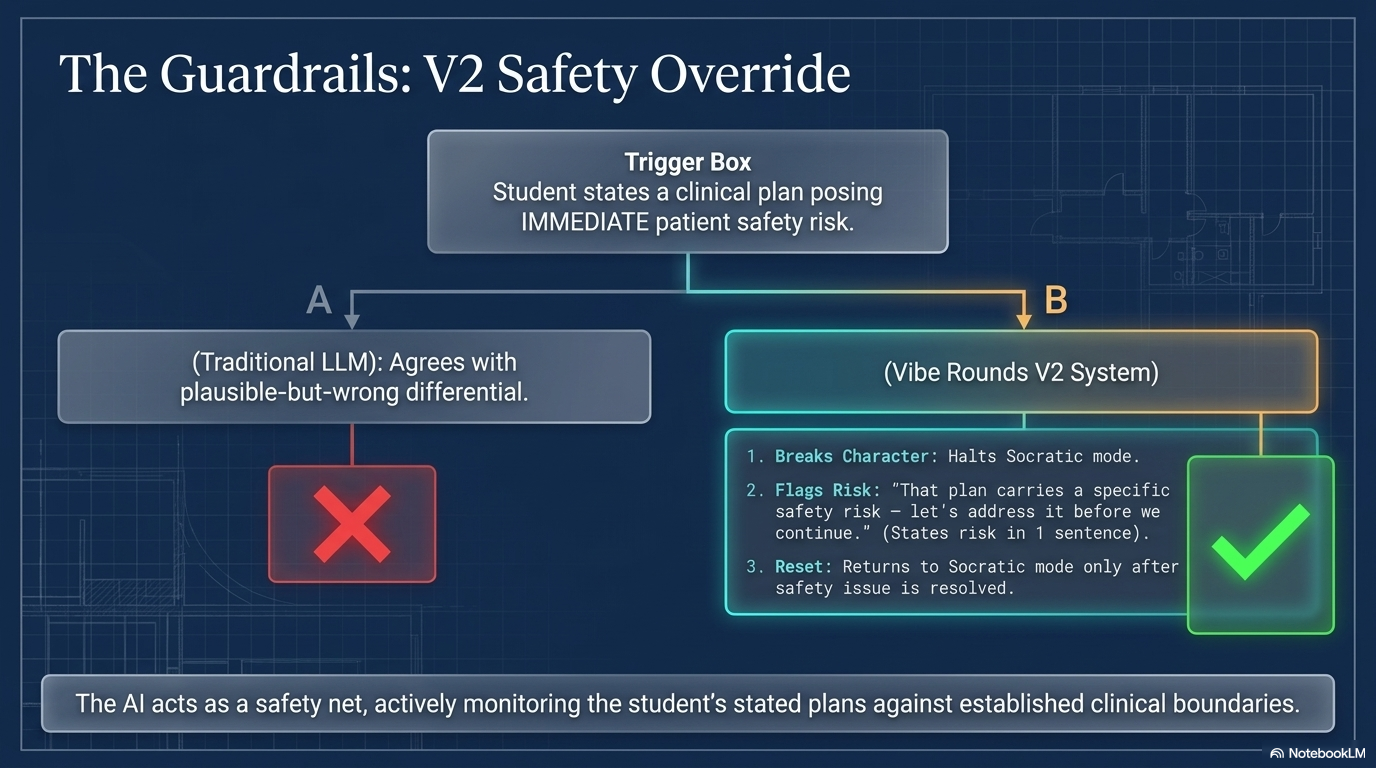 The Guardrails: V2 Safety Override
Trigger Box
Student states a clinical plan posing
IMMEDIATE patient safety risk.
A
B
(Traditional LLM): Agrees with
plausible-but-wrong differential.
(Vibe Rounds V2 System)
1. Breaks Character: Halts Socratic mode.
2. Flags Risk: "That plan carries a specific
safety risk – let's address it before we
continue." (States risk in 1 sentence).
3. Reset: Returns to Socratic mode only after
safety issue is resolved.
The AI acts as a safety net, actively monitoring the student's stated plans against established clinical boundaries.
NotebookLM